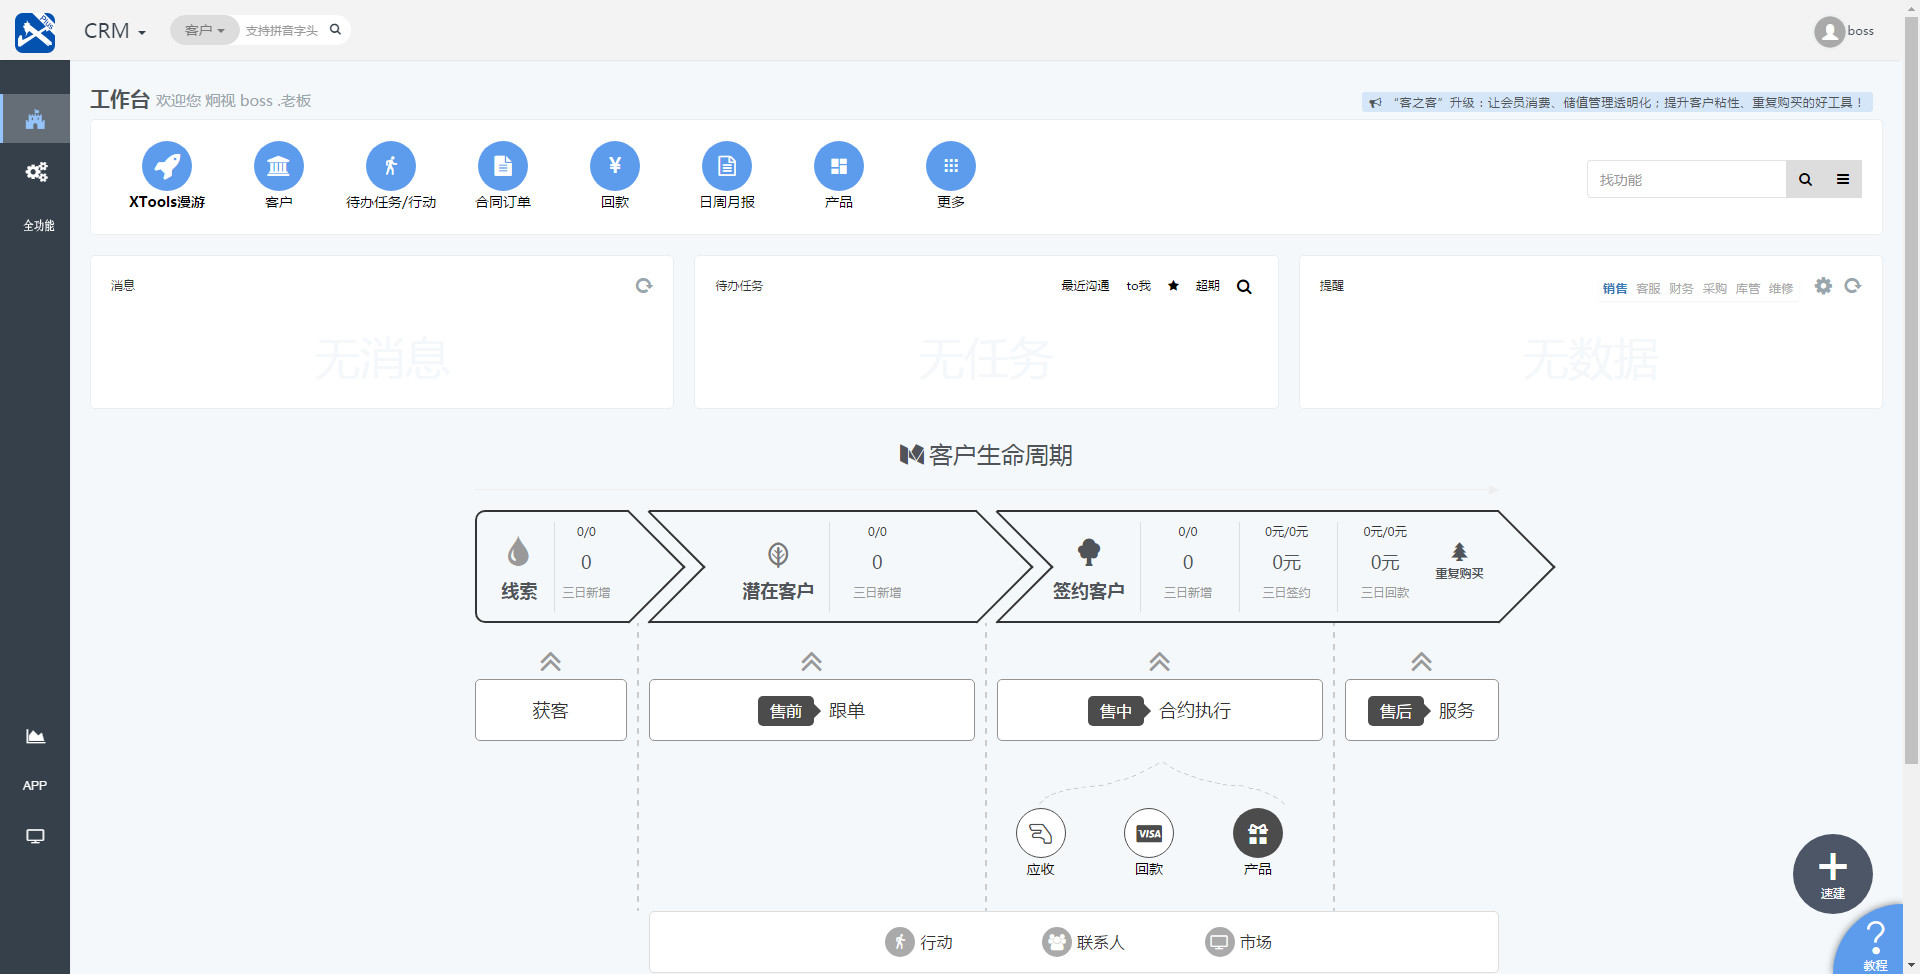 Plus
CRM
客户
支持拼音字头
boss
工作台 欢迎您 炯视 boss .老板
“客之客”升级：让会员消费、储值管理透明化；提升客户粘性、重复购买的好工具！
XTools漫游
客户
待办任务/行动
合同订单
¥
回款
日周月报
产品
更多
找功能
全功能
消息
无消息
待办任务
最近沟通 to我 超期
无任务
提醒
销售 客服 财务 采购 库管 维修
无数据
客户生命周期
线索
0/0
0
三日新增
潜在客户
0/0
0
三日新增
签约客户
0/0
0
三日新增
0元/0元
0元
三日签约
0元/0元
0元
三日回款
重复购买
获客
售前 跟单
售中 合约执行
售后 服务
APP
应收
VISA
回款
产品
行动
联系人
市场
速建
?
教程